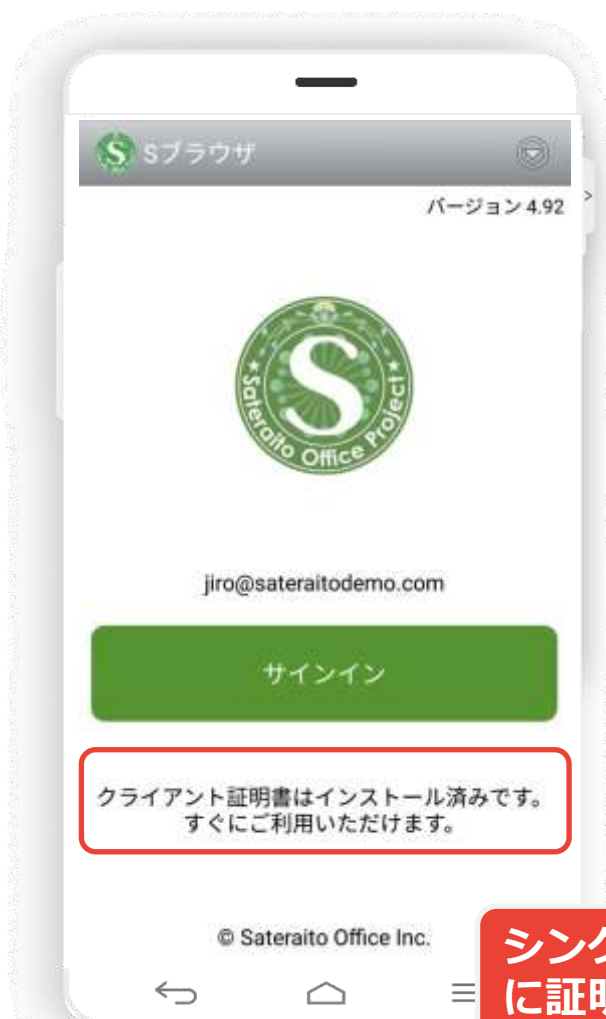 Sブラウザ
バージョン 4.92
S
Sateraito Office Project
jiro@sateraitodemo.com
サインイン
クライアント証明書はインストール済みです。
すぐにご利用いただけます。
© Sateraito Office Inc.
シング
に証明